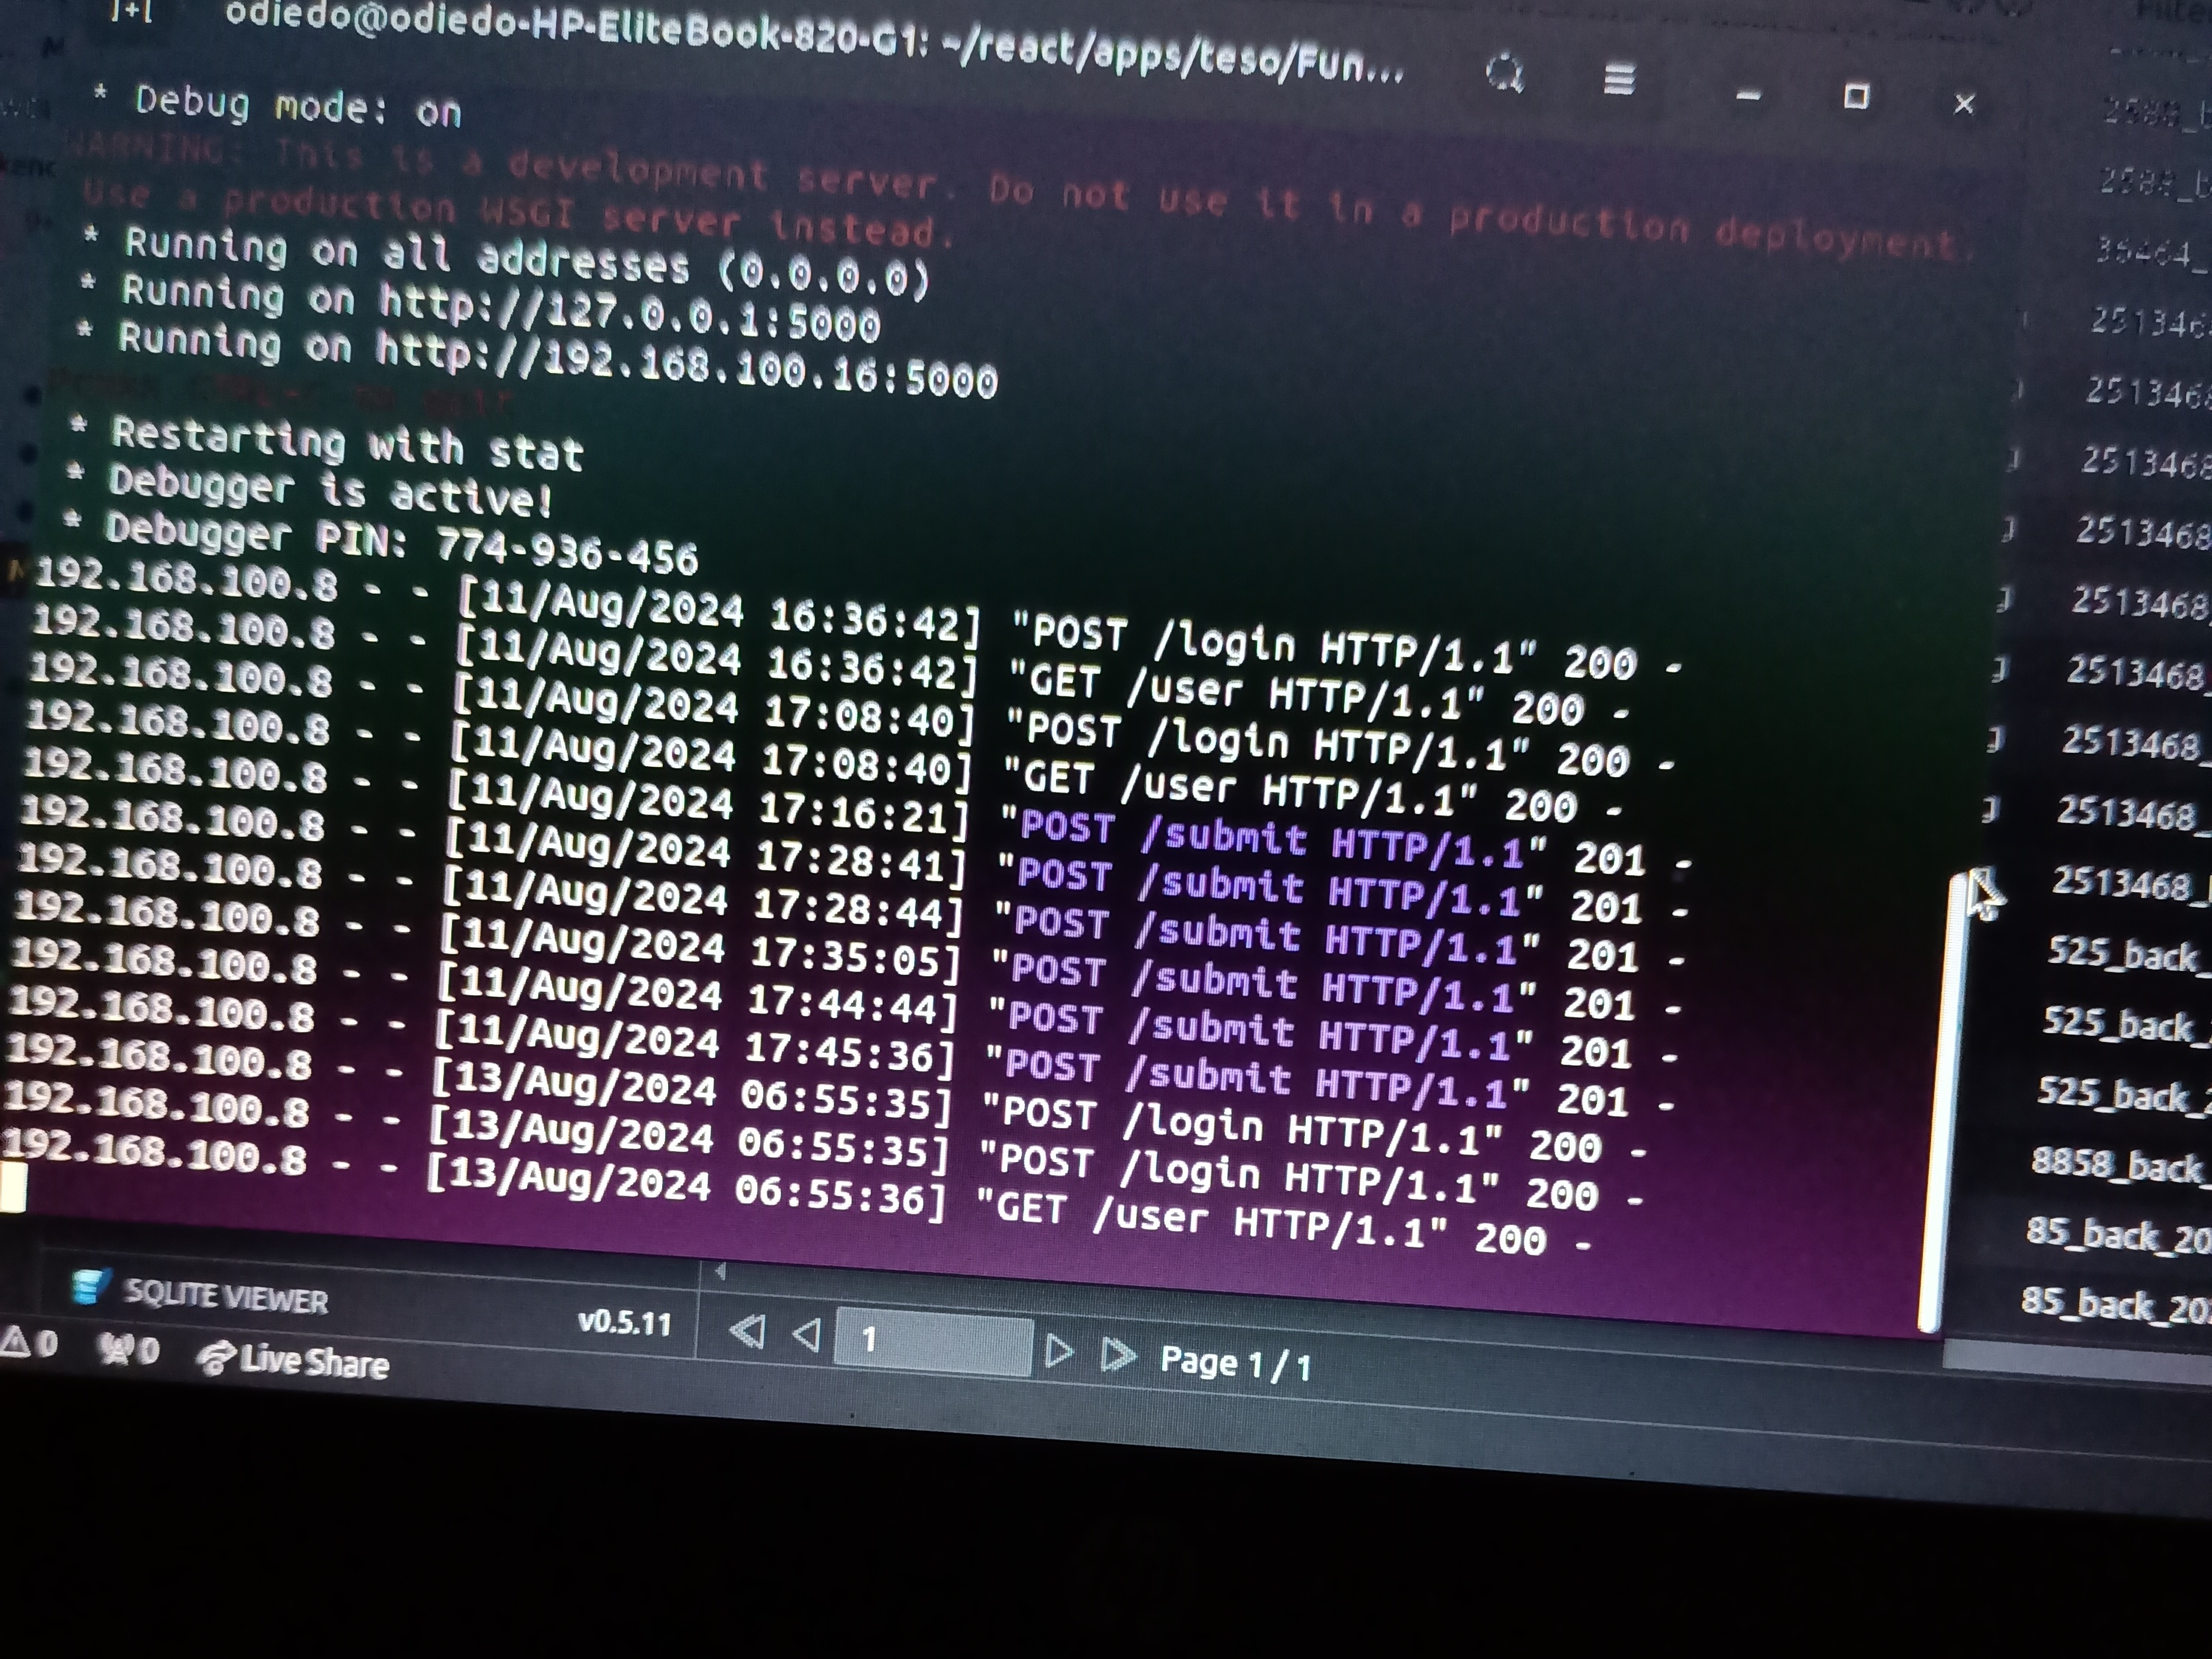 odiedo@odiedo-HP-EliteBook-820-G1: ~/react/apps/teso/Fun...
* Debug mode: on
WARNING: This is a development server. Do not use it in a production deployment.
Use a production WSGI server instead.
* Running on all addresses (0.0.0.0)
* Running on http://127.0.0.1:5000
* Running on http://192.168.100.16:5000
* Restarting with stat
* Debugger is active!
* Debugger PIN: 774-936-456
192.168.100.8 - - [11/Aug/2024 16:36:42] "POST /login HTTP/1.1" 200 -
192.168.100.8 - - [11/Aug/2024 16:36:42] "GET /user HTTP/1.1" 200 -
192.168.100.8 - - [11/Aug/2024 17:08:40] "POST /login HTTP/1.1" 200 -
192.168.100.8 - - [11/Aug/2024 17:08:40] "GET /user HTTP/1.1" 200 -
192.168.100.8 - - [11/Aug/2024 17:16:21] "POST /submit HTTP/1.1" 201 -
192.168.100.8 - - [11/Aug/2024 17:28:41] "POST /submit HTTP/1.1" 201 -
192.168.100.8 - - [11/Aug/2024 17:28:44] "POST /submit HTTP/1.1" 201 -
192.168.100.8 - - [11/Aug/2024 17:35:05] "POST /submit HTTP/1.1" 201 -
192.168.100.8 - - [11/Aug/2024 17:44:44] "POST /submit HTTP/1.1" 201 -
192.168.100.8 - - [11/Aug/2024 17:45:36] "POST /submit HTTP/1.1" 201 -
192.168.100.8 - - [13/Aug/2024 06:55:35] "POST /login HTTP/1.1" 200 -
192.168.100.8 - - [13/Aug/2024 06:55:35] "POST /login HTTP/1.1" 200 -
192.168.100.8 - - [13/Aug/2024 06:55:36] "GET /user HTTP/1.1" 200 -
2588_b
2588_b
36464_
251346
2513468
2513468
2513468
2513468
2513468
2513468_
2513468_
2513468_
525_back_
525_back_
525_back_
8858_back_
85_back_20
85_back_20
SQLITE VIEWER
v0.5.11
1
Page 1 / 1
0
0
Live Share